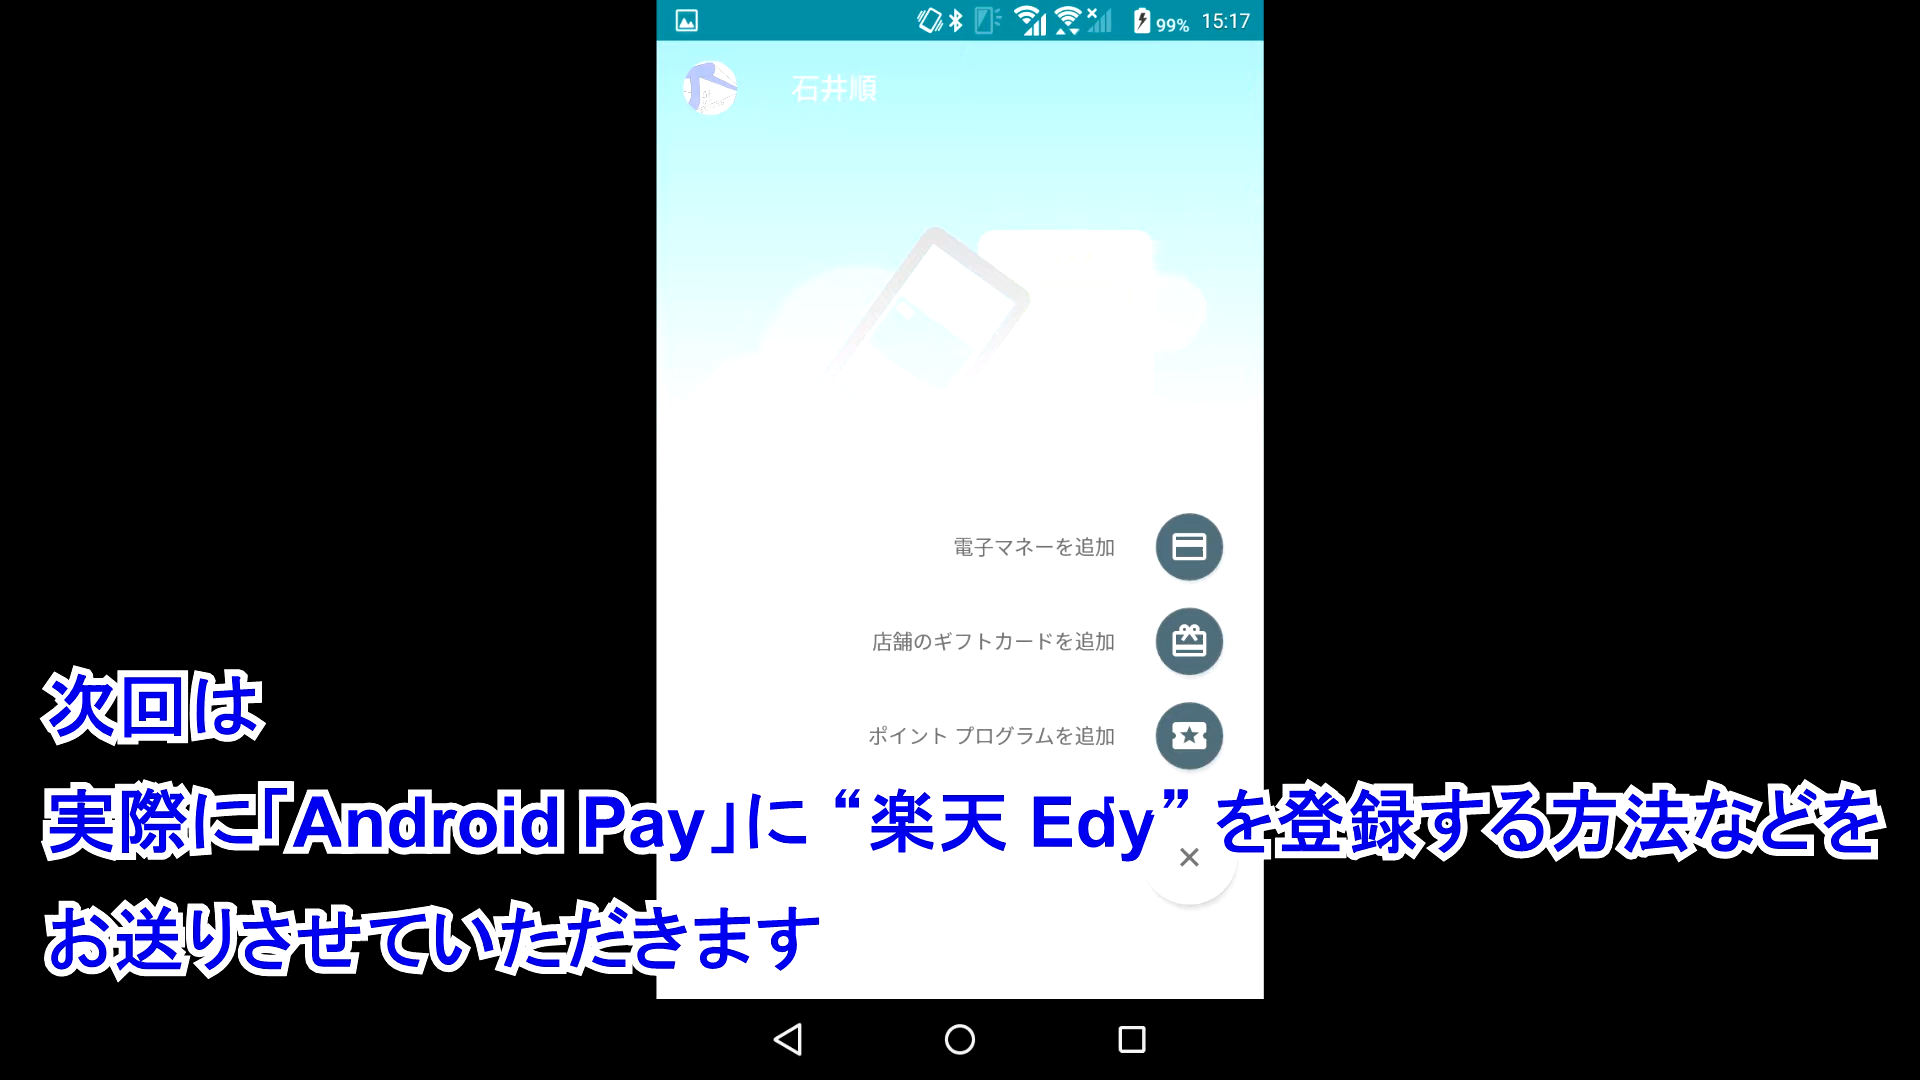 99% 15:17
石井順
電子マネーを追加
店舗のギフトカードを追加
ポイント プログラムを追加
次回は
実際に「Android Pay」に “楽天 Edy” を登録する方法などを
お送りさせていただきます